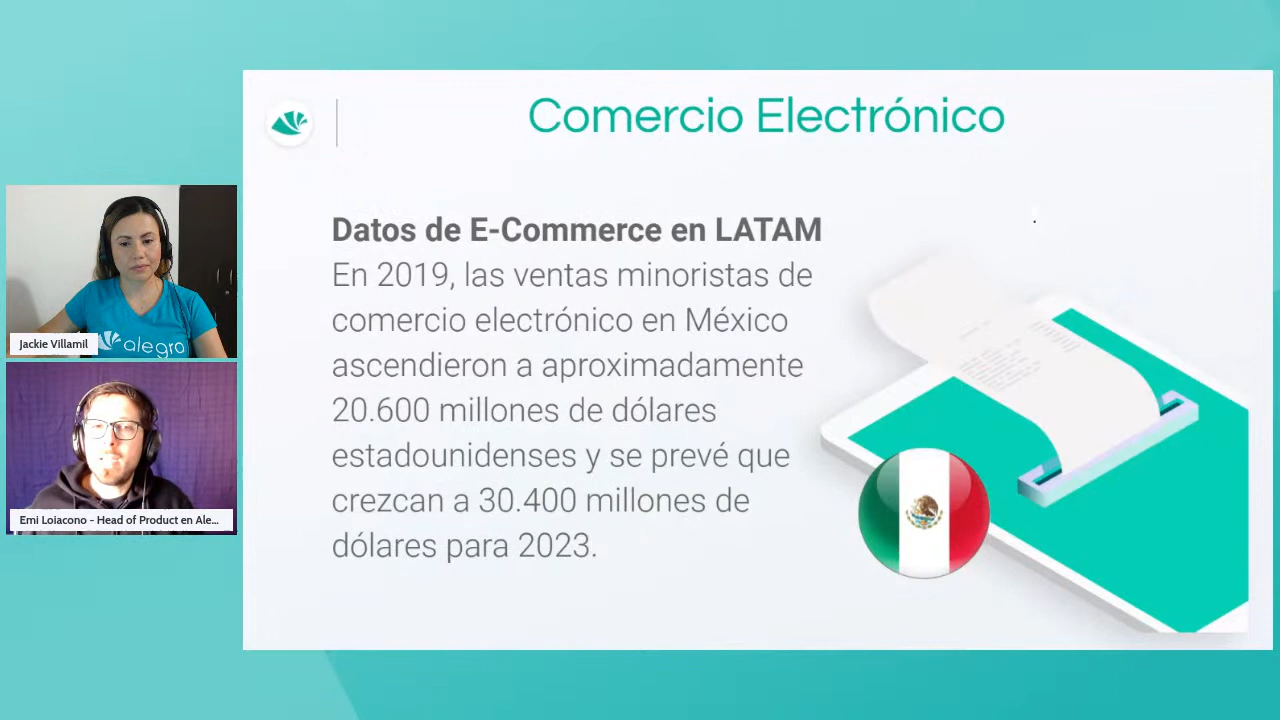 Comercio Electrónico
Datos de E-Commerce en LATAM
En 2019, las ventas minoristas de
comercio electrónico en México
ascendieron a aproximadamente
20.600 millones de dólares
estadounidenses y se prevé que
crezcan a 30.400 millones de
dólares para 2023.
alegra
Jackie Villamil
Emi Loiacono - Head of Product en Ale...